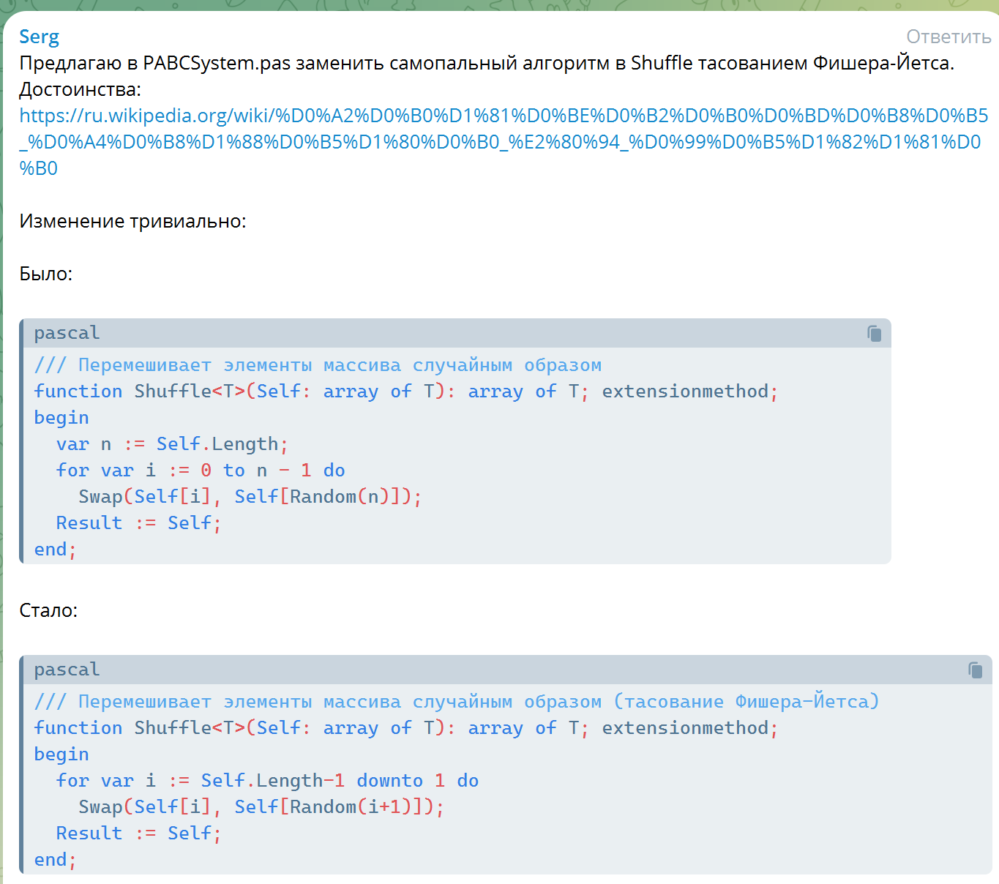 Serg
Ответить
Предлагаю в PABCSystem.pas заменить самопальный алгоритм в Shuffle тасованием Фишера-Йетса.
Достоинства:
https://ru.wikipedia.org/wiki/%D0%A2%D0%B0%D1%81%D0%BE%D0%B2%D0%B0%D0%BD%D0%B8%D0%B5
_%D0%A4%D0%B8%D1%88%D0%B5%D1%80%D0%B0_%E2%80%94_%D0%99%D0%B5%D1%82%D1%81%D0
%B0
Изменение тривиально:
Было:
pascal
/// Перемешивает элементы массива случайным образом
function Shuffle<T>(Self: array of T): array of T; extensionmethod;
begin
  var n := Self.Length;
  for var i := 0 to n - 1 do
    Swap(Self[i], Self[Random(n)]);
  Result := Self;
end;
Стало:
pascal
/// Перемешивает элементы массива случайным образом (тасование Фишера-Йетса)
function Shuffle<T>(Self: array of T): array of T; extensionmethod;
begin
  for var i := Self.Length-1 downto 1 do
    Swap(Self[i], Self[Random(i+1)]);
  Result := Self;
end;